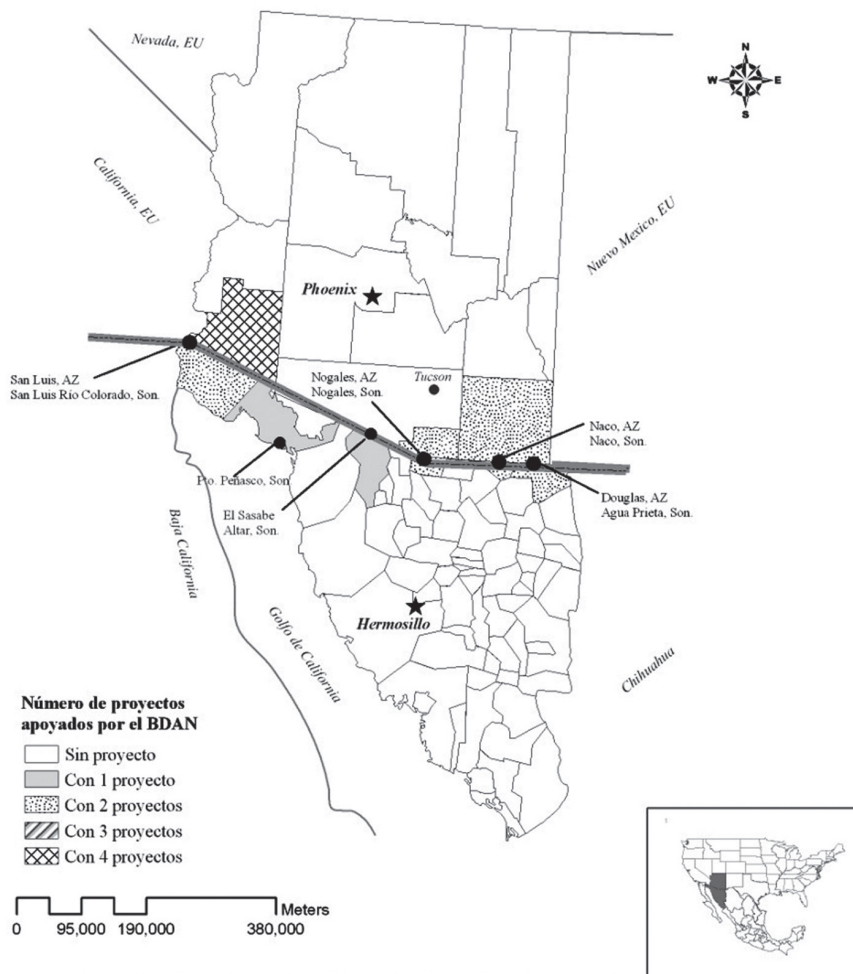 Nevada, EU
N
W E
S
California, EU
Nuevo Mexico, EU
Phoenix
San Luis, AZ
San Luis Río Colorado, Son.
Nogales, AZ
Nogales, Son.
Tucson
Naco, AZ
Naco, Son.
Pto. Peñasco, Son.
Douglas, AZ
Agua Prieta, Son.
El Sasabe
Altar, Son.
Baja California
Golfo de California
Hermosillo
Chihuahua
Número de proyectos
apoyados por el BDAN
Sin proyecto
Con 1 proyecto
Con 2 proyectos
Con 3 proyectos
Con 4 proyectos
Meters
0 95,000 190,000 380,000